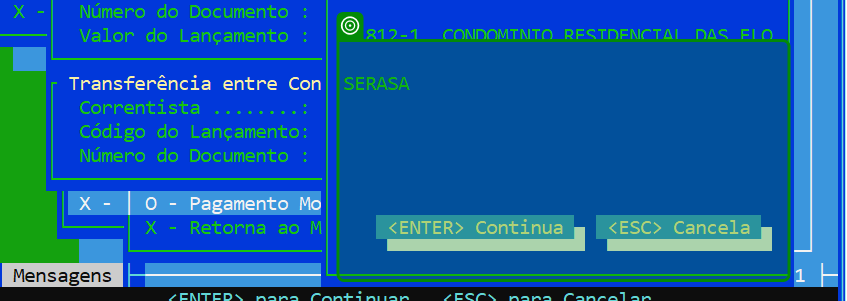 X -
Número do Documento :
Valor do Lançamento :
812-1 CONDOMINIO RESIDENCIAL DAS FLO
Transferência entre Con
SERASA
Correntista ........:
Código do Lançamento:
Número do Documento :
X - O - Pagamento Mo
X - Retorna ao M
<ENTER> Continua <ESC> Cancela
Mensagens
1
<ENTER> para Continuar <ESC> para Cancelar